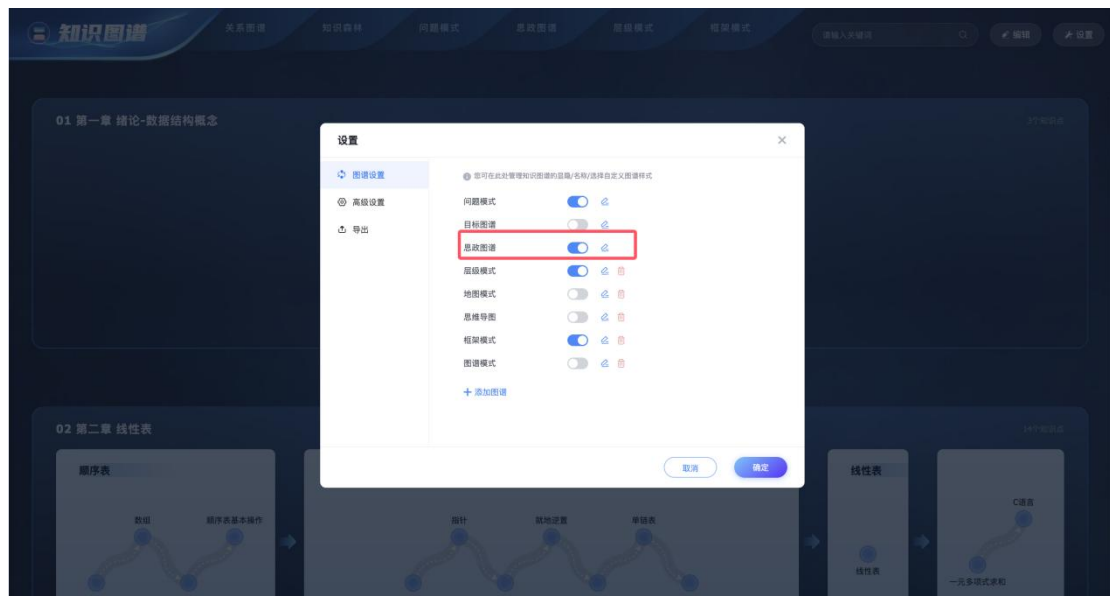 知识图谱
关系图谱
知识森林
问题模式
思政图谱
层级模式
框架模式
请输入关键词
编辑
设置
01 第一章 绪论-数据结构概念
设置
图谱设置
高级设置
导出
您可在此处管理知识图谱的显隐/名称/选择自定义图谱样式
问题模式
目标图谱
思政图谱
层级模式
地图模式
思维导图
框架模式
图谱模式
添加图谱
取消
确定
02 第二章 线性表
14个知识点
顺序表
线性表
数组
顺序表基本操作
指针
就地逆置
单链表
C语言
线性表
一元多项式求和